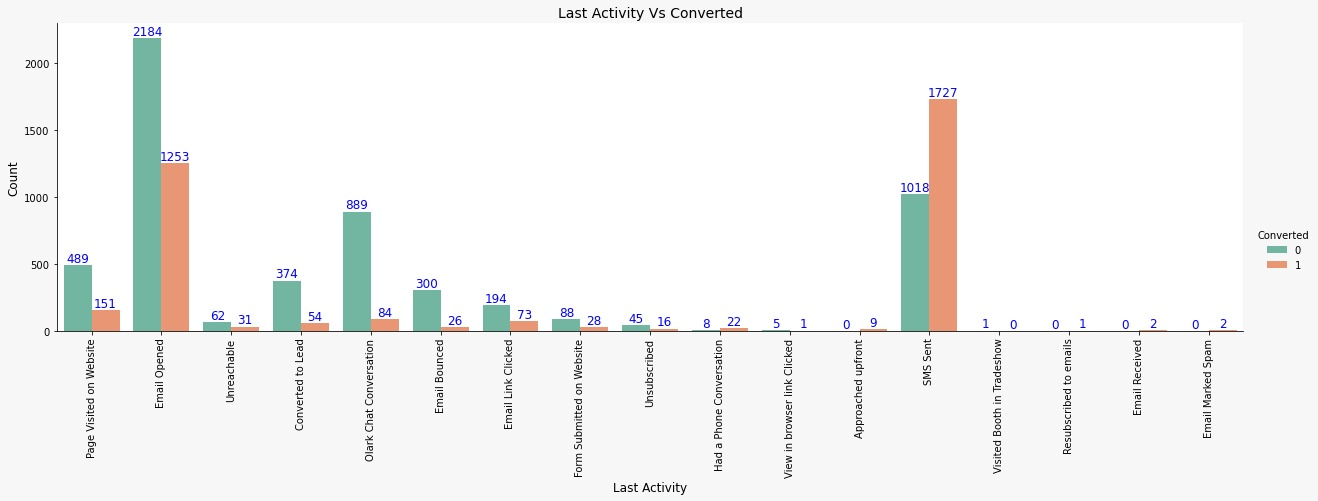 Last Activity Vs Converted
2184
2000
1727
1500
1253
1018
1000
889
489
500
374
300
194
151
88
84
73
62
54
45
31
28
26
16
8
22
5
1
0
9
1
0
0
1
0
2
0
2
0
Count
Converted
0
1
Page Visited on Website
Email Opened
Unreachable
Converted to Lead
Olark Chat Conversation
Email Bounced
Email Link Clicked
Form Submitted on Website
Unsubscribed
Had a Phone Conversation
View in browser link Clicked
Approached upfront
SMS Sent
Visited Booth in Tradeshow
Resubscribed to emails
Email Received
Email Marked Spam
Last Activity